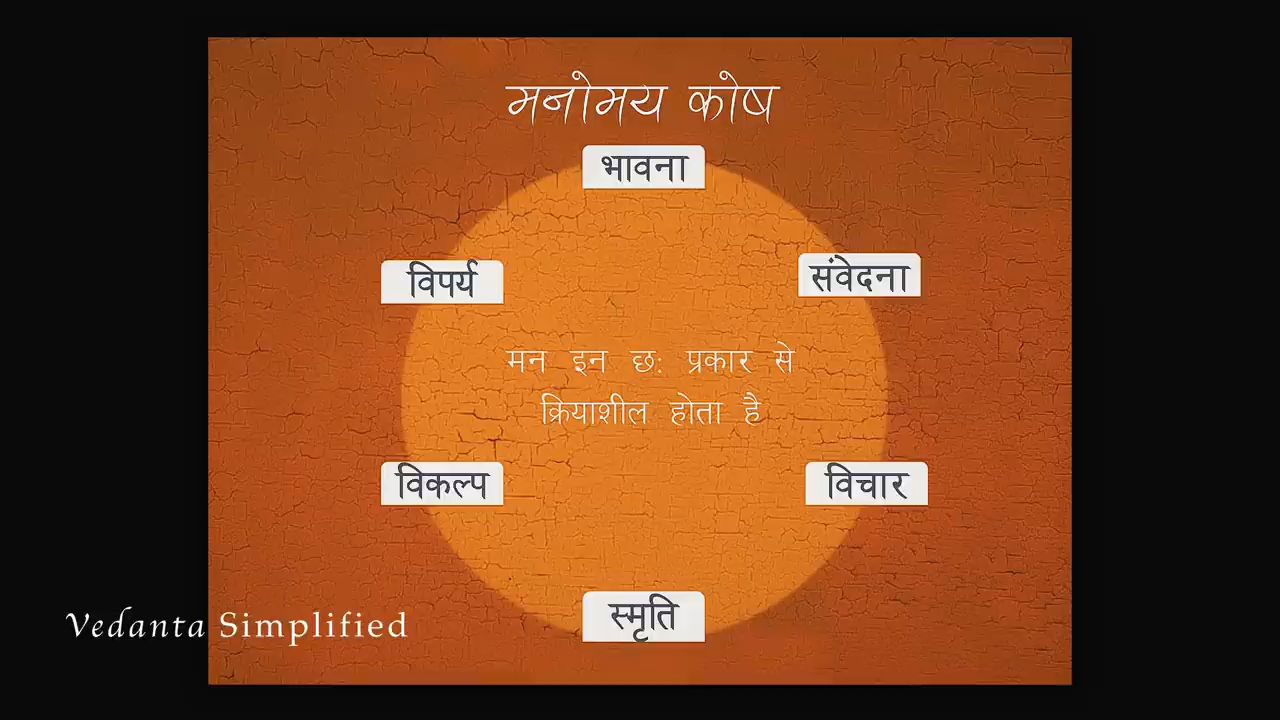 मनोमय कोष
भावना
विपर्य
संवेदना
मन इन छः प्रकार से
क्रियाशील होता है
विकल्प
विचार
स्मृति
Vedanta Simplified